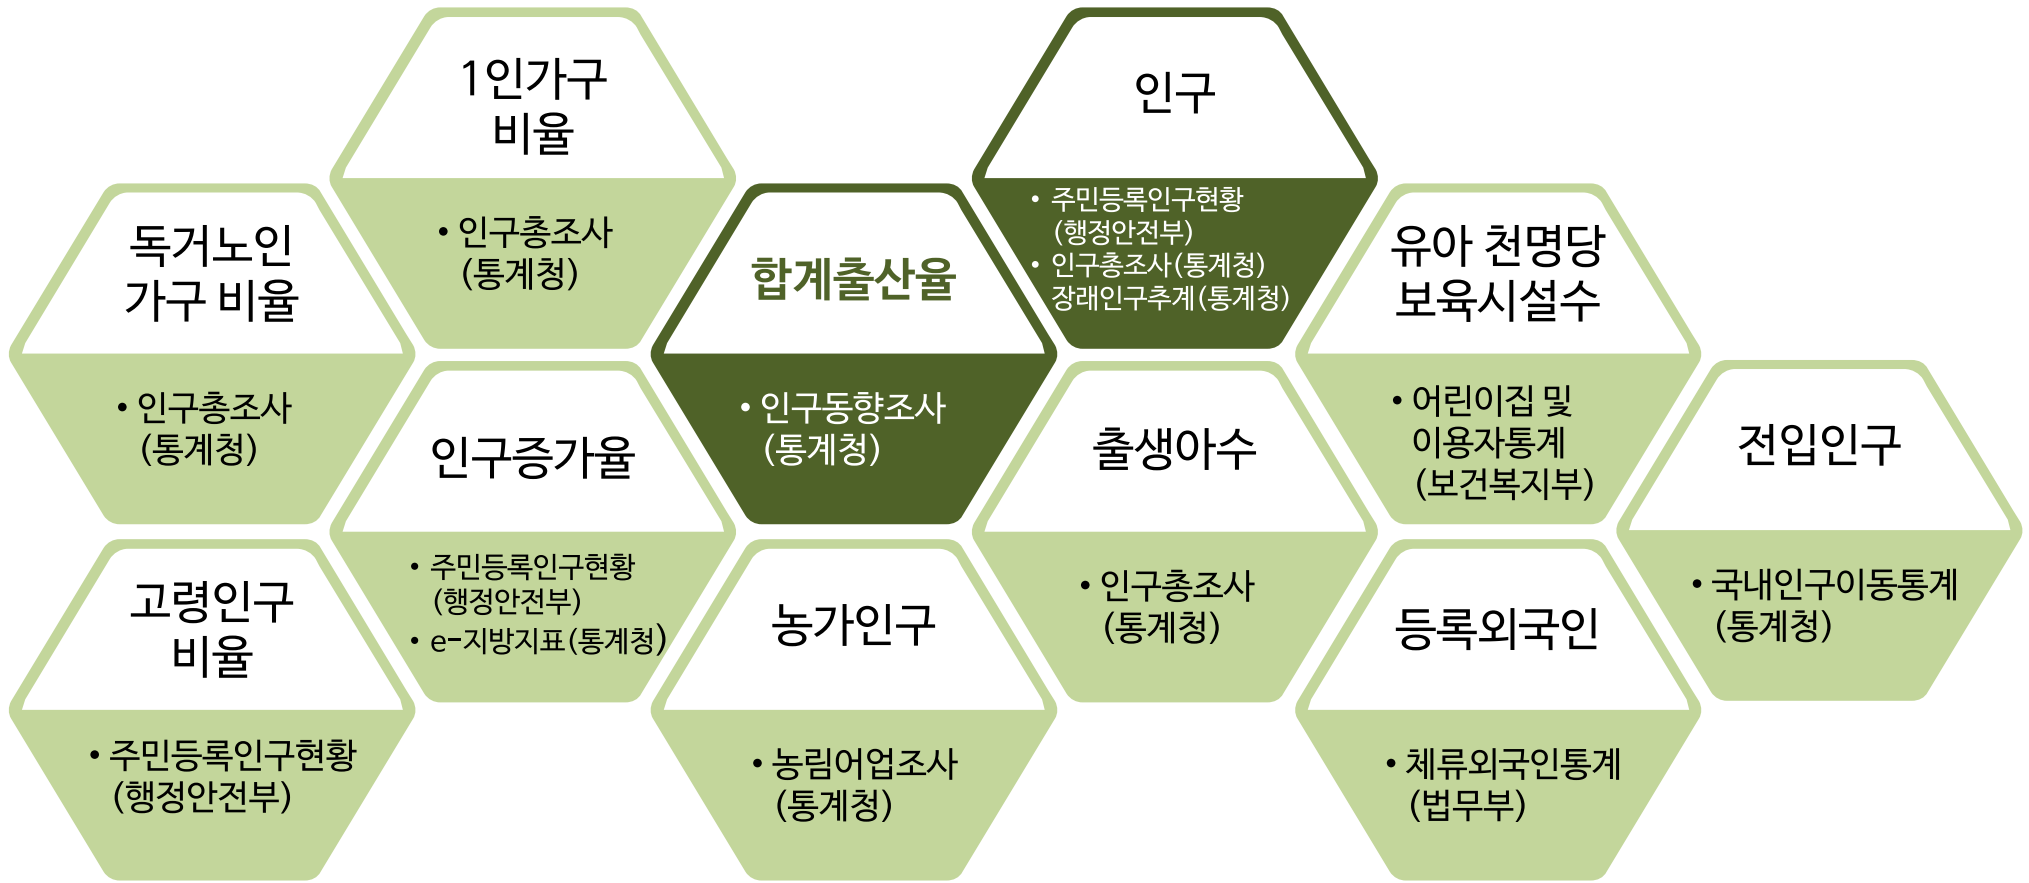 1인가구
비율
• 인구총조사
(통계청)
인구
• 주민등록인구현황
(행정안전부)
• 인구총조사(통계청)
장래인구추계(통계청)
독거노인
가구 비율
• 인구총조사
(통계청)
합계출산율
• 인구동향조사
(통계청)
유아 천명당
보육시설수
• 어린이집 및
이용자통계
(보건복지부)
인구증가율
• 주민등록인구현황
(행정안전부)
• e-지방지표(통계청)
출생아수
• 인구총조사
(통계청)
전입인구
• 국내인구이동통계
(통계청)
고령인구
비율
• 주민등록인구현황
(행정안전부)
농가인구
• 농림어업조사
(통계청)
등록외국인
• 체류외국인통계
(법무부)